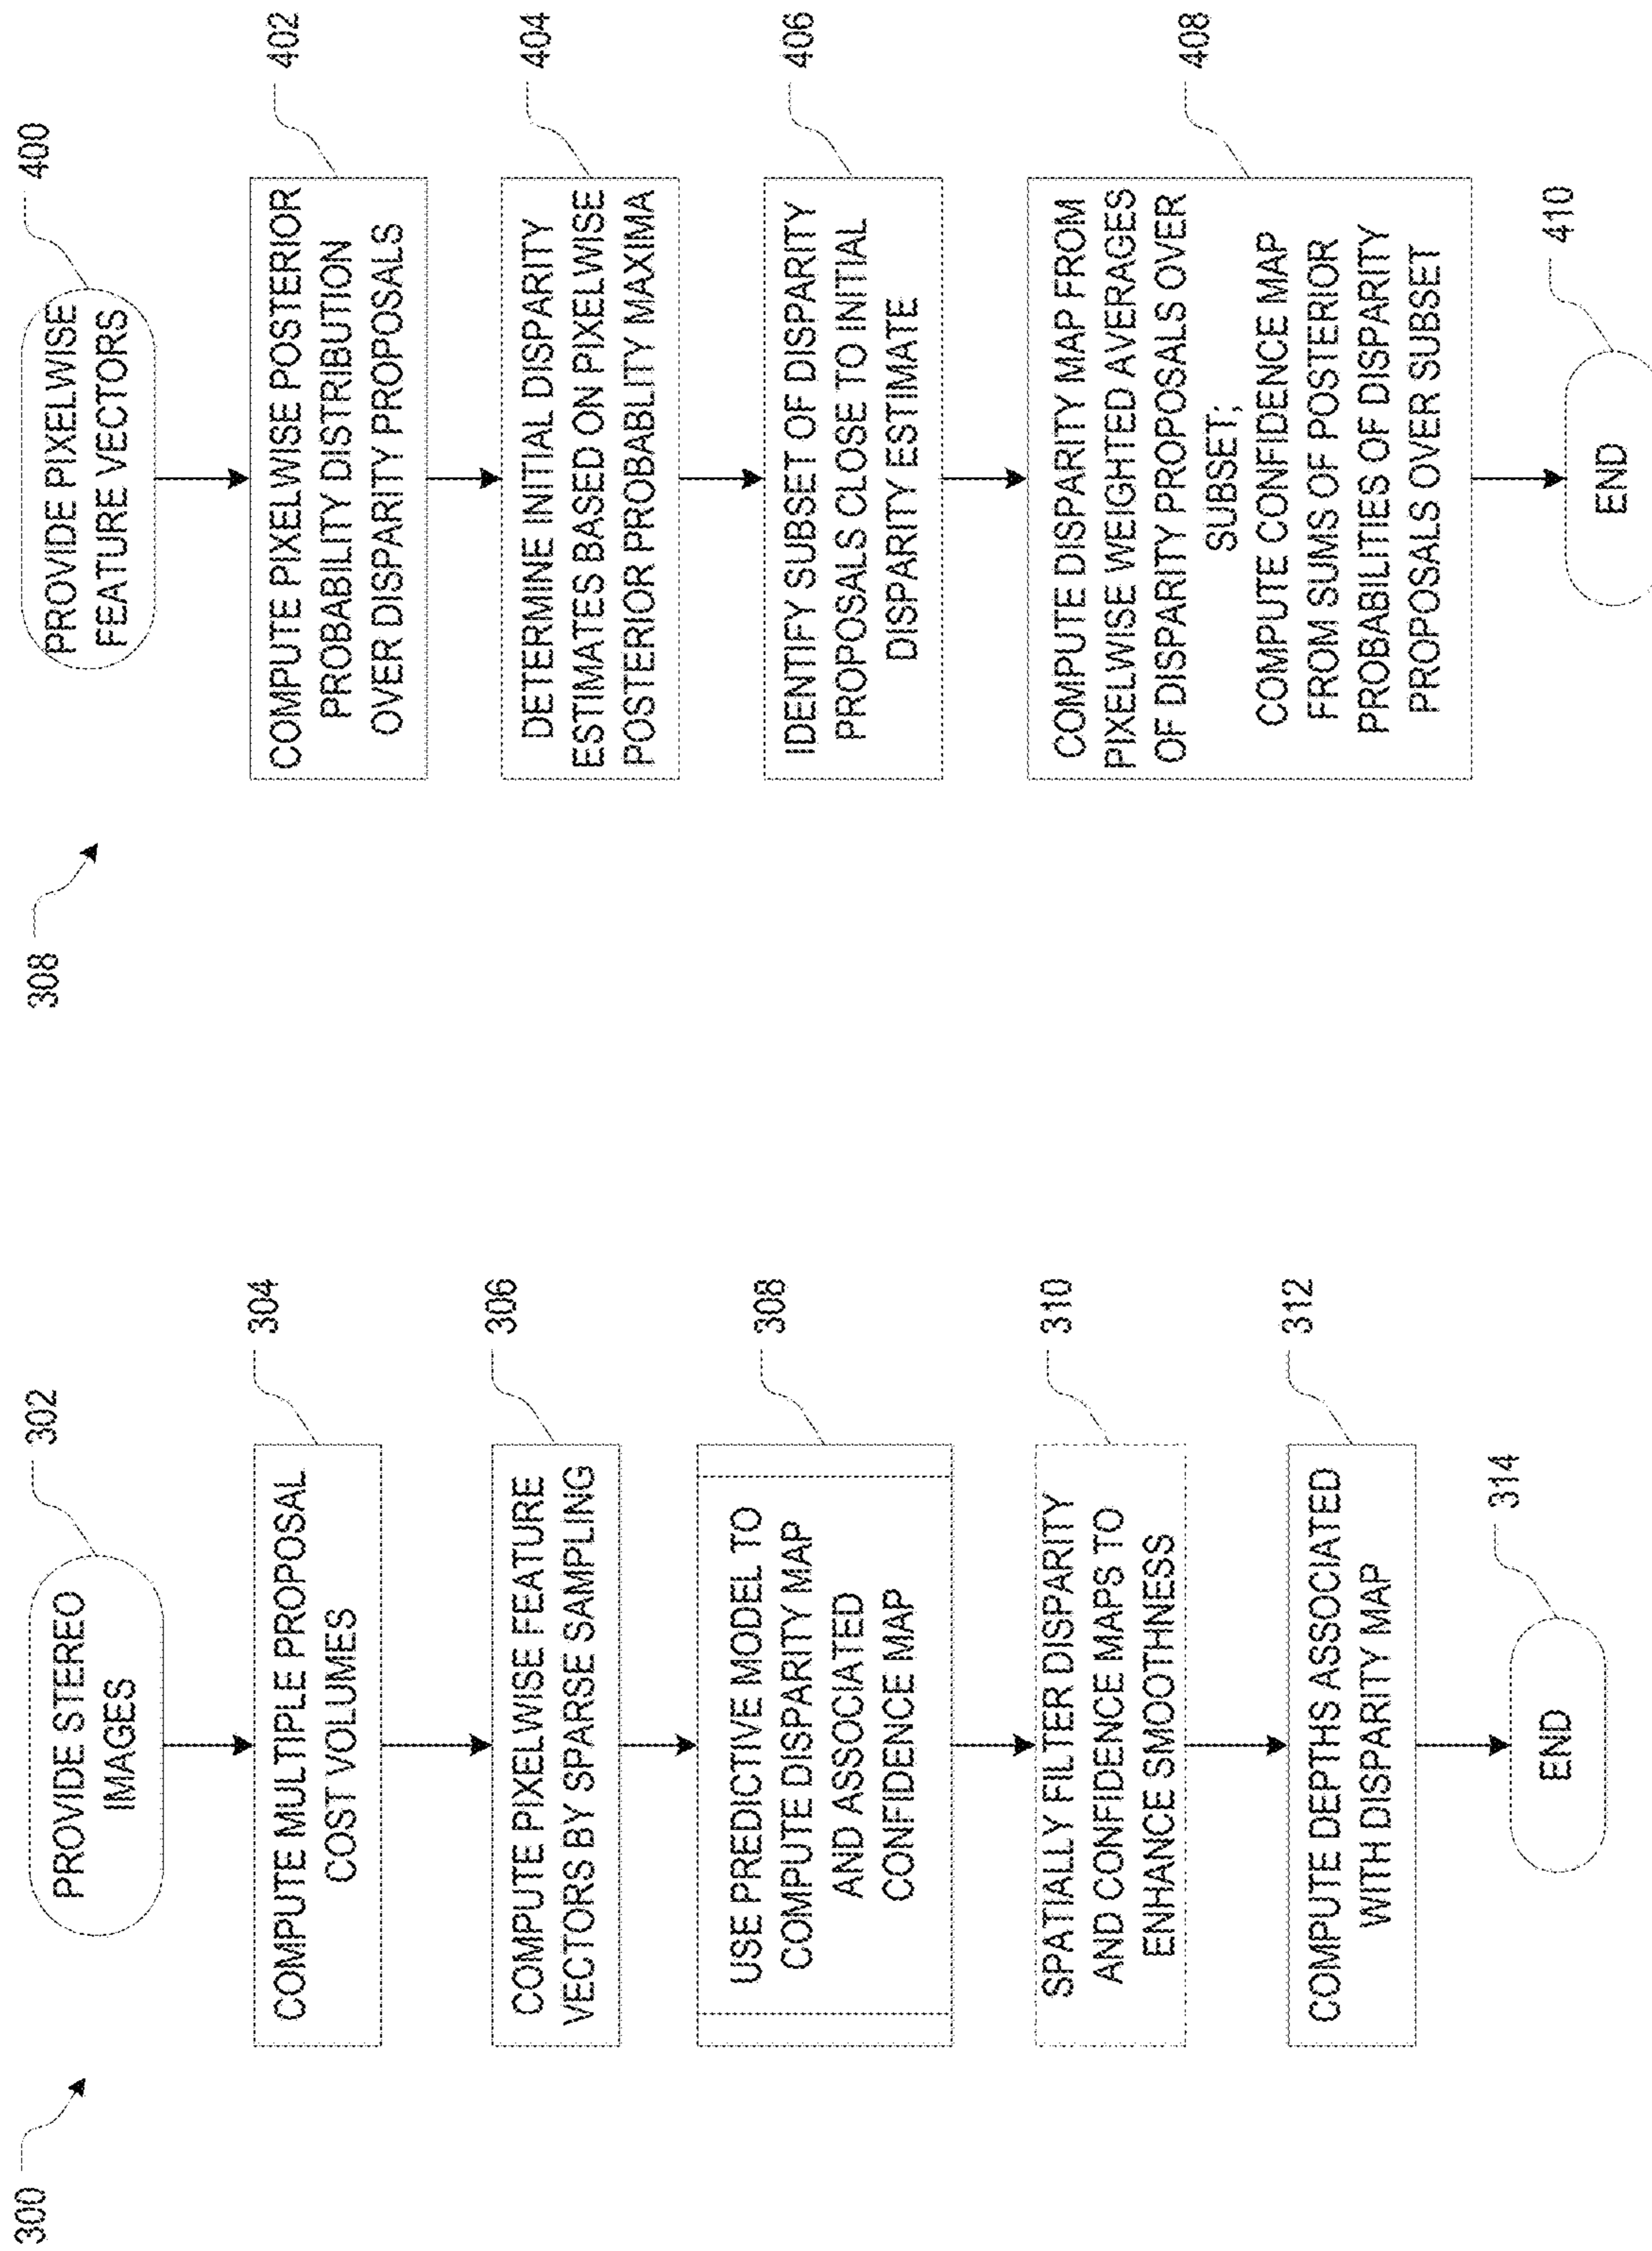 300
302
PROVIDE STEREO
IMAGES
304
COMPUTE MULTIPLE PROPOSAL
COST VOLUMES
306
COMPUTE PIXELWISE FEATURE
VECTORS BY SPARSE SAMPLING
308
USE PREDICTIVE MODEL TO
COMPUTE DISPARITY MAP
AND ASSOCIATED
CONFIDENCE MAP
310
SPATIALLY FILTER DISPARITY
AND CONFIDENCE MAPS TO
ENHANCE SMOOTHNESS
312
COMPUTE DEPTHS ASSOCIATED
WITH DISPARITY MAP
314
END
308
400
PROVIDE PIXELWISE
FEATURE VECTORS
402
COMPUTE PIXELWISE POSTERIOR
PROBABILITY DISTRIBUTION
OVER DISPARITY PROPOSALS
404
DETERMINE INITIAL DISPARITY
ESTIMATES BASED ON PIXELWISE
POSTERIOR PROBABLITY MAXIMA
406
IDENTIFY SUBSET OF DISPARITY
PROPOSALS CLOSE TO INITIAL
DISPARITY ESTIMATE
408
COMPUTE DISPARITY MAP FROM
PIXELWISE WEIGHTED AVERAGES
OF DISPARITY PROPOSALS OVER
SUBSET;
COMPUTE CONFIDENCE MAP
FROM SUMS OF POSTERIOR
PROBABILITIES OF DISPARITY
PROPOSALS OVER SUBSET
410
END